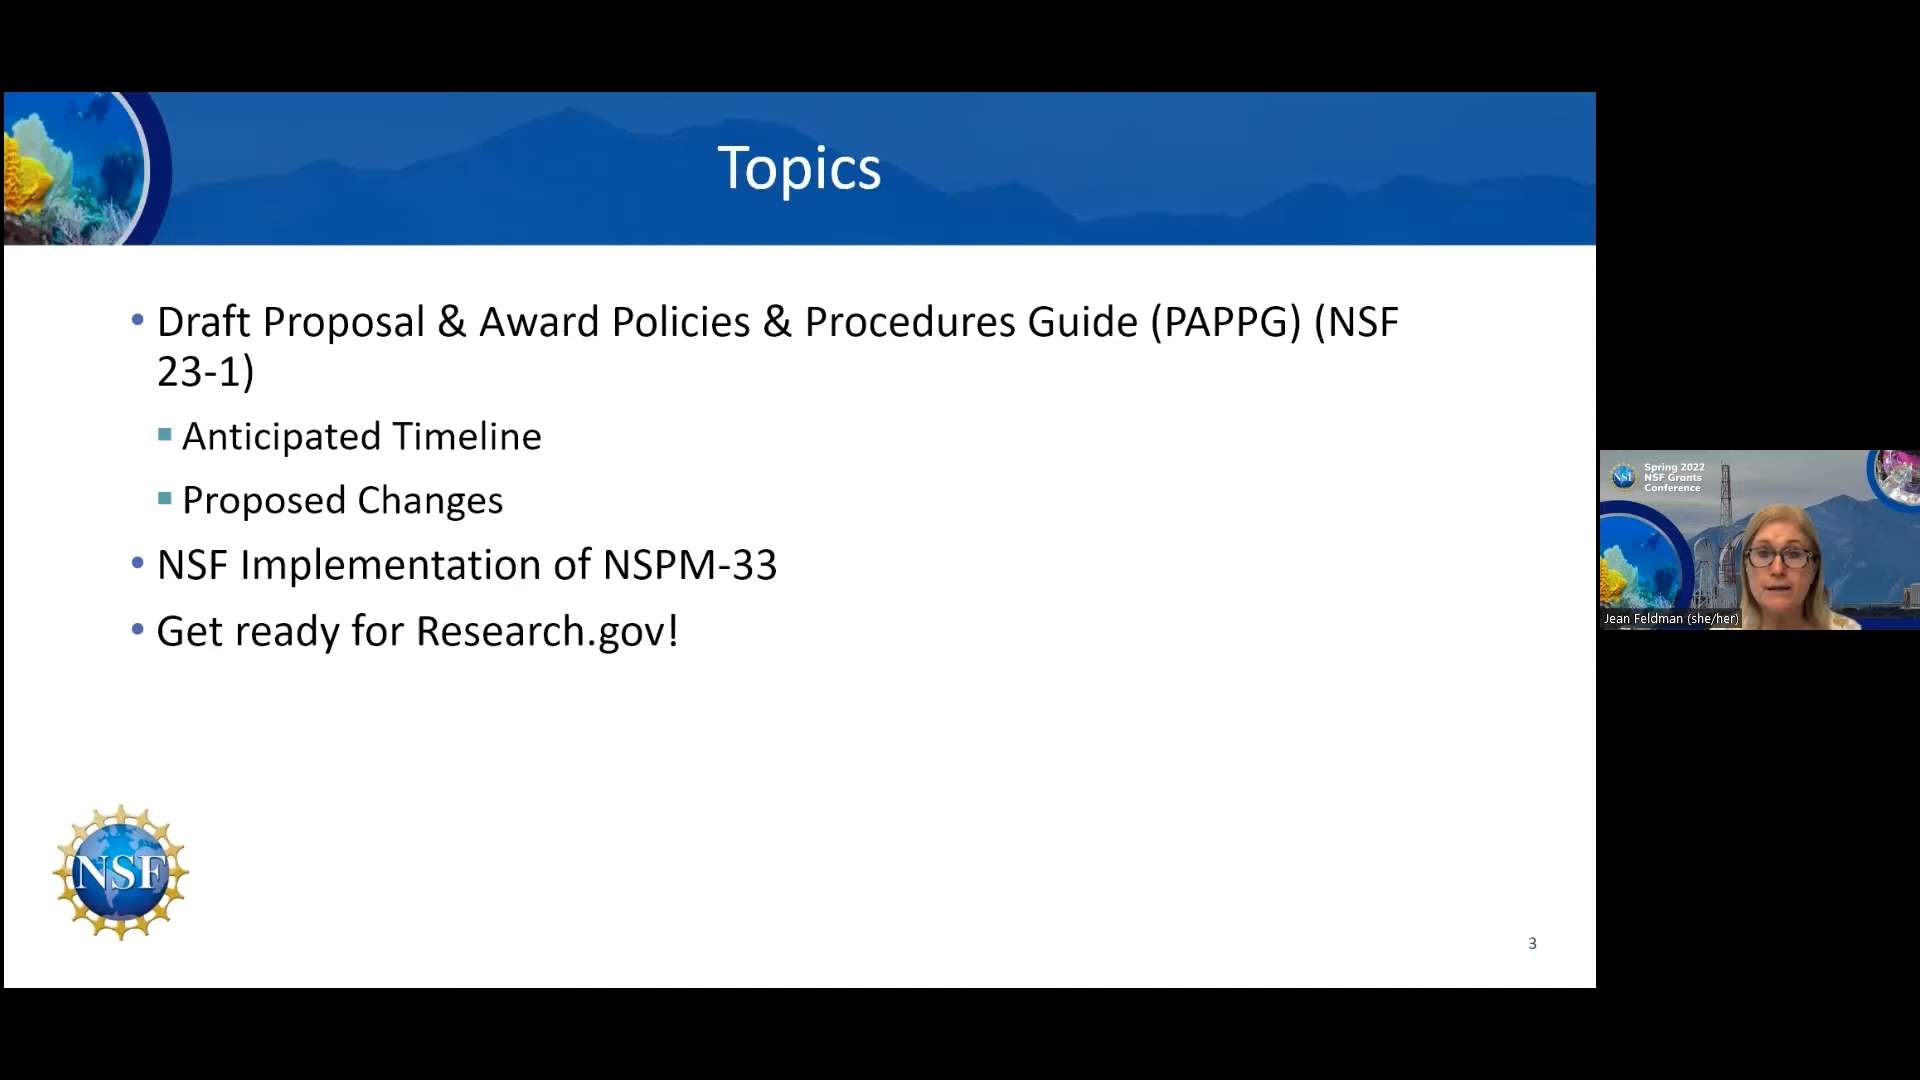 Topics
• Draft Proposal & Award Policies & Procedures Guide (PAPPG) (NSF
23-1)
▪ Anticipated Timeline
▪ Proposed Changes
• NSF Implementation of NSPM-33
• Get ready for Research.gov!
NSF
3
NSF
Spring 2022
NSF Grants
Conference
Jean Feldman (she/her)